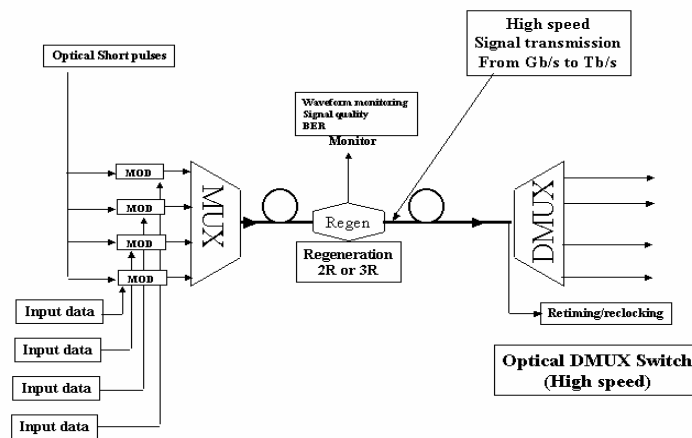 High speed
Signal transmission
From Gb/s to Tb/s
Optical Short pulses
Waveform monitoring
Signal quality
BER
Monitor
MOD
MOD
MOD
MOD
MUX
Regen
DMUX
Regeneration
2R or 3R
Input data
Input data
Input data
Input data
Retiming/reclocking
Optical DMUX Switch
(High speed)